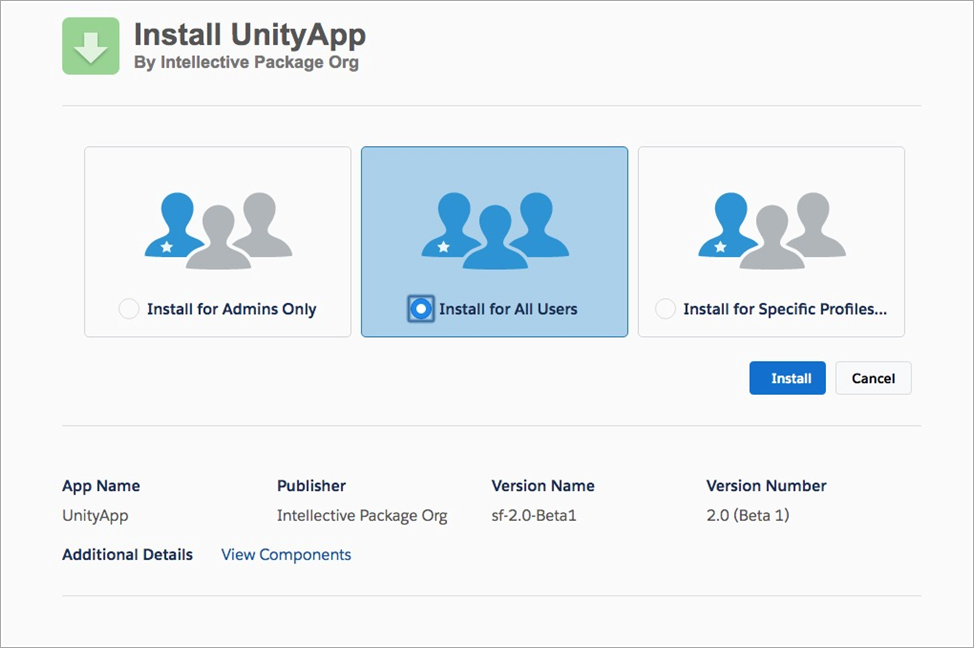 Install UnityApp
By Intellective Package Org
Install for Admins Only
Install for All Users
Install for Specific Profiles...
Install
Cancel
App Name
Publisher
Version Name
Version Number
UnityApp
Intellective Package Org
sf-2.0-Beta1
2.0 (Beta 1)
Additional Details
View Components